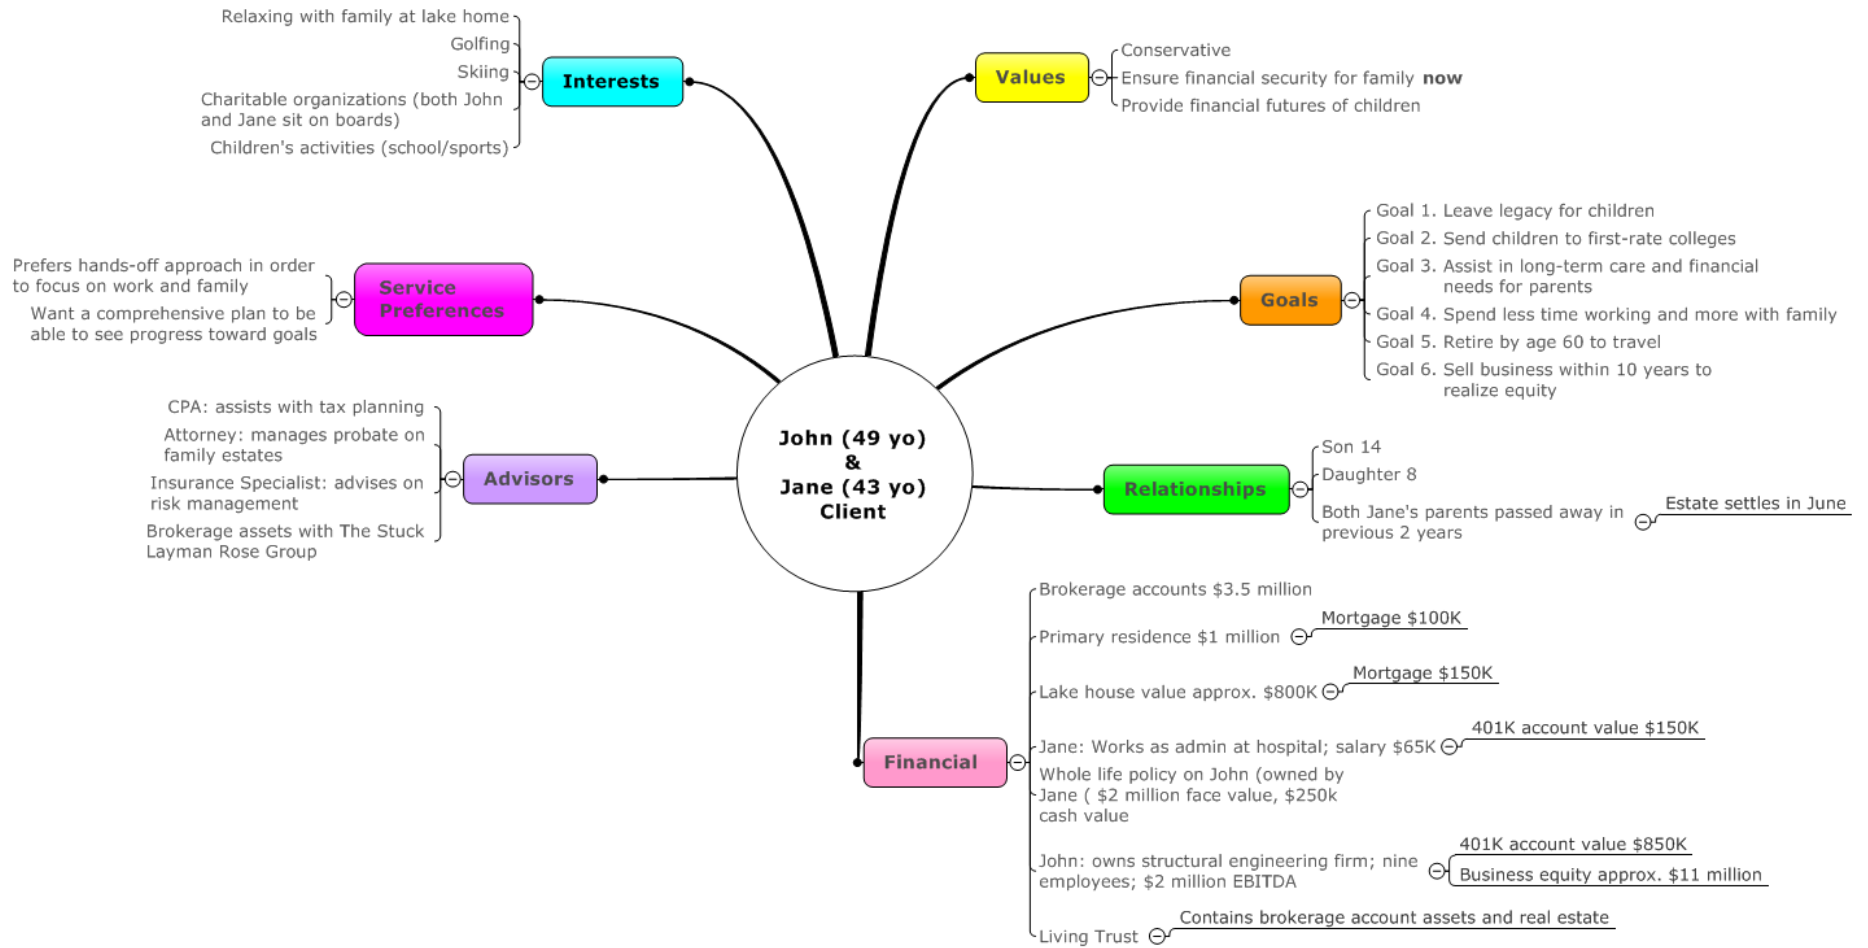 Relaxing with family at lake home
Golfing
Skiing
Charitable organizations (both John
and Jane sit on boards)
Children's activities (school/sports)
Interests
Values
Conservative
Ensure financial security for family now
Provide financial futures of children
Prefers hands-off approach in order
to focus on work and family
Want a comprehensive plan to be
able to see progress toward goals
Service
Preferences
Goals
Goal 1. Leave legacy for children
Goal 2. Send children to first-rate colleges
Goal 3. Assist in long-term care and financial
needs for parents
Goal 4. Spend less time working and more with family
Goal 5. Retire by age 60 to travel
Goal 6. Sell business within 10 years to
realize equity
CPA: assists with tax planning
Attorney: manages probate on
family estates
Insurance Specialist: advises on
risk management
Brokerage assets with The Stuck
Layman Rose Group
Advisors
John (49 yo)
&
Jane (43 yo)
Client
Relationships
Son 14
Daughter 8
Both Jane's parents passed away in
previous 2 years
Estate settles in June
Financial
Brokerage accounts $3.5 million
Primary residence $1 million
Mortgage $100K
Lake house value approx. $800K
Mortgage $150K
Jane: Works as admin at hospital; salary $65K
401K account value $150K
Whole life policy on John (owned by
Jane ( $2 million face value, $250k
cash value
John: owns structural engineering firm; nine
employees; $2 million EBITDA
401K account value $850K
Business equity approx. $11 million
Living Trust
Contains brokerage account assets and real estate